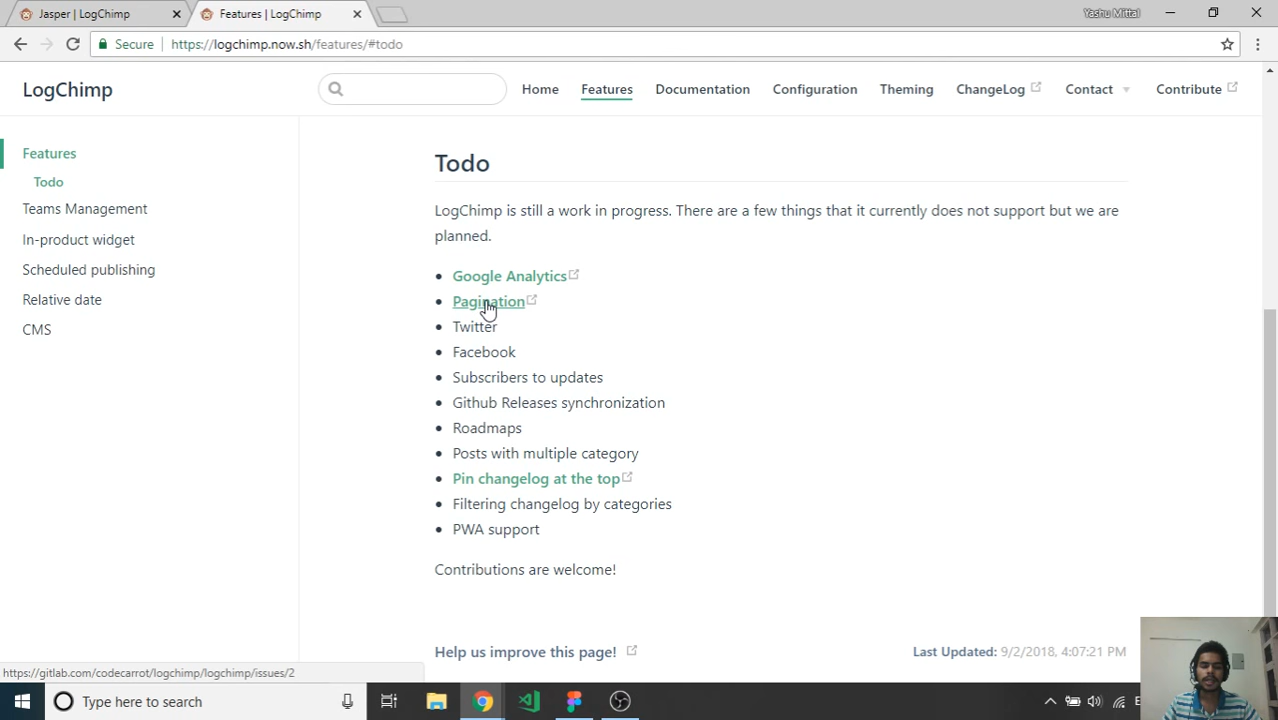 Jasper | LogChimp
Features | LogChimp
Yashu Mittal
Secure
https://logchimp.now.sh/features/#todo
LogChimp
Home
Features
Documentation
Configuration
Theming
ChangeLog
Contact
Contribute
Features
Todo
Teams Management
In-product widget
Scheduled publishing
Relative date
CMS
Todo
LogChimp is still a work in progress. There are a few things that it currently does not support but we are
planned.
Google Analytics
Pagination
Twitter
Facebook
Subscribers to updates
Github Releases synchronization
Roadmaps
Posts with multiple category
Pin changelog at the top
Filtering changelog by categories
PWA support
Contributions are welcome!
Help us improve this page!
Last Updated: 9/2/2018, 4:07:21 PM
https://gitlab.com/codecarrot/logchimp/logchimp/issues/2
Type here to search